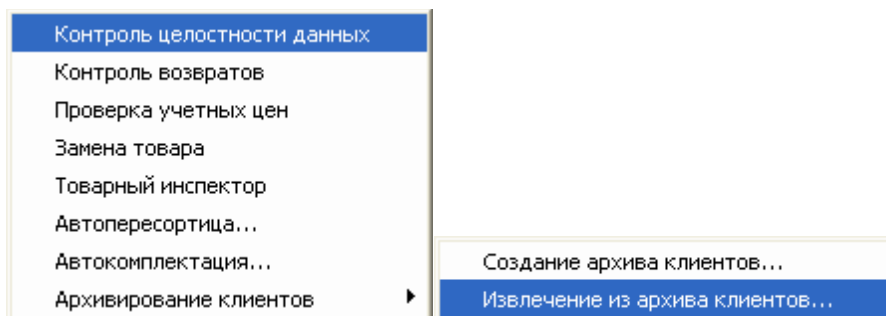 Контроль целостности данных
Контроль возвратов
Проверка учетных цен
Замена товара
Товарный инспектор
Автопересортица...
Автокомплектация...
Архивирование клиентов
Создание архива клиентов...
Извлечение из архива клиентов...